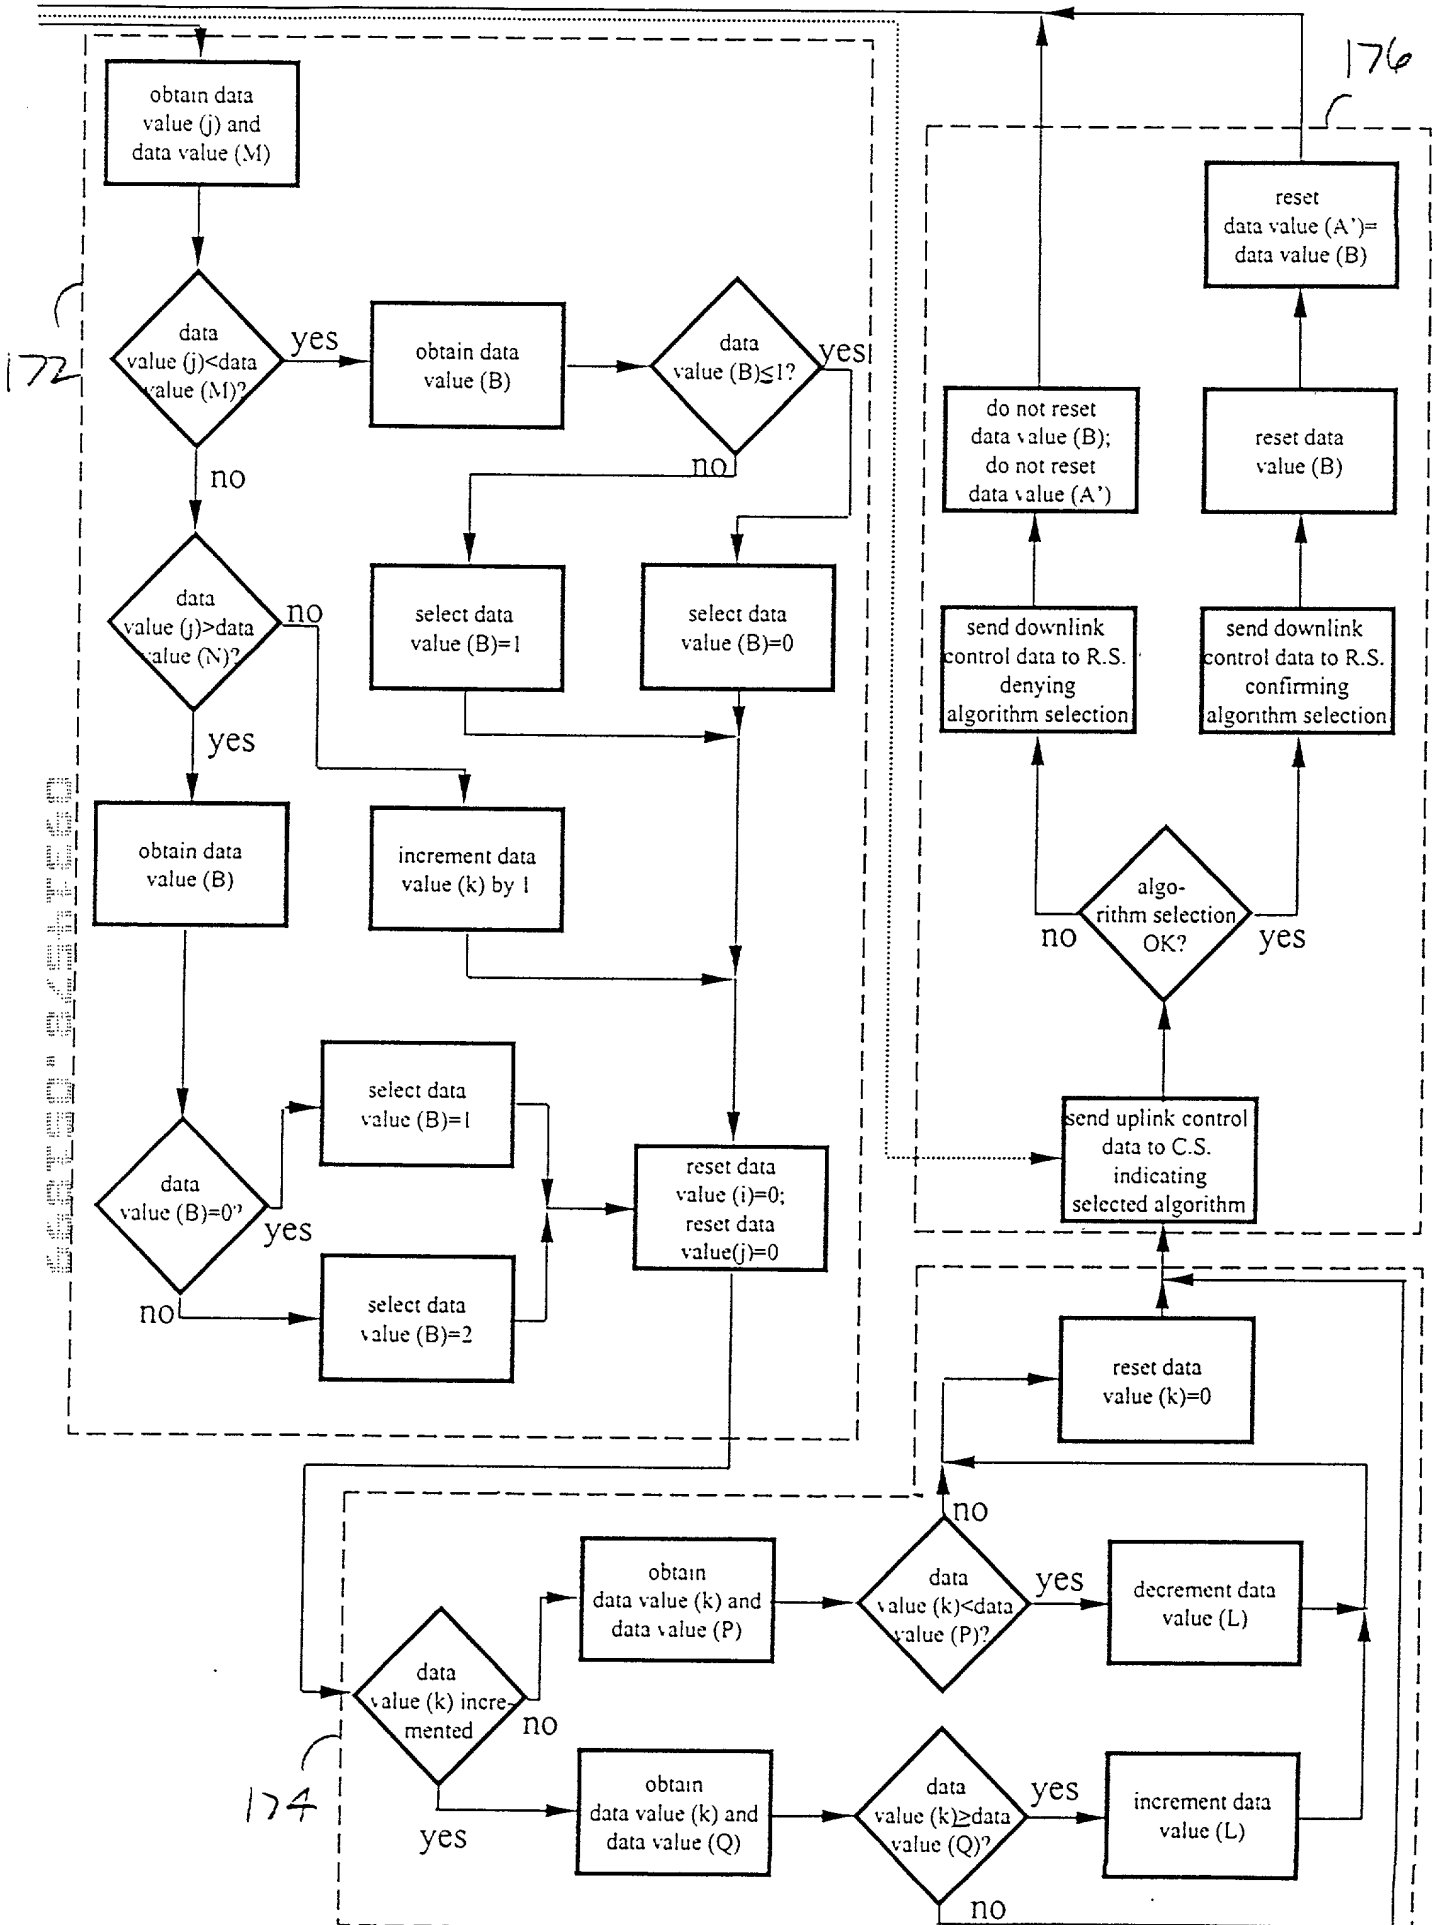 176
obtain data
value (j) and
data value (M)
reset
data value (A')=
data value (B)
172
data
value (j)<data
value (M)?
yes
obtain data
value (B)
data
value (B)≤1?
yes
no
no
do not reset
data value (B);
do not reset
data value (A')
reset data
value (B)
data
value (j)>data
value (N)?
no
yes
select data
value (B)=1
select data
value (B)=0
send downlink
control data to R.S.
denying
algorithm selection
send downlink
control data to R.S.
confirming
algorithm selection
obtain data
value (B)
increment data
value (k) by 1
algo-
rithm selection
OK?
no
yes
data
value (B)=0?
yes
no
select data
value (B)=1
select data
value (B)=2
reset data
value (i)=0;
reset data
value(j)=0
send uplink control
data to C.S.
indicating
selected algorithm
reset data
value (k)=0
174
data
value (k) incre-
mented
no
yes
obtain
data value (k) and
data value (P)
data
value (k)<data
value (P)?
no
yes
decrement data
value (L)
obtain
data value (k) and
data value (Q)
data
value (k)≥data
value (Q)?
yes
no
increment data
value (L)